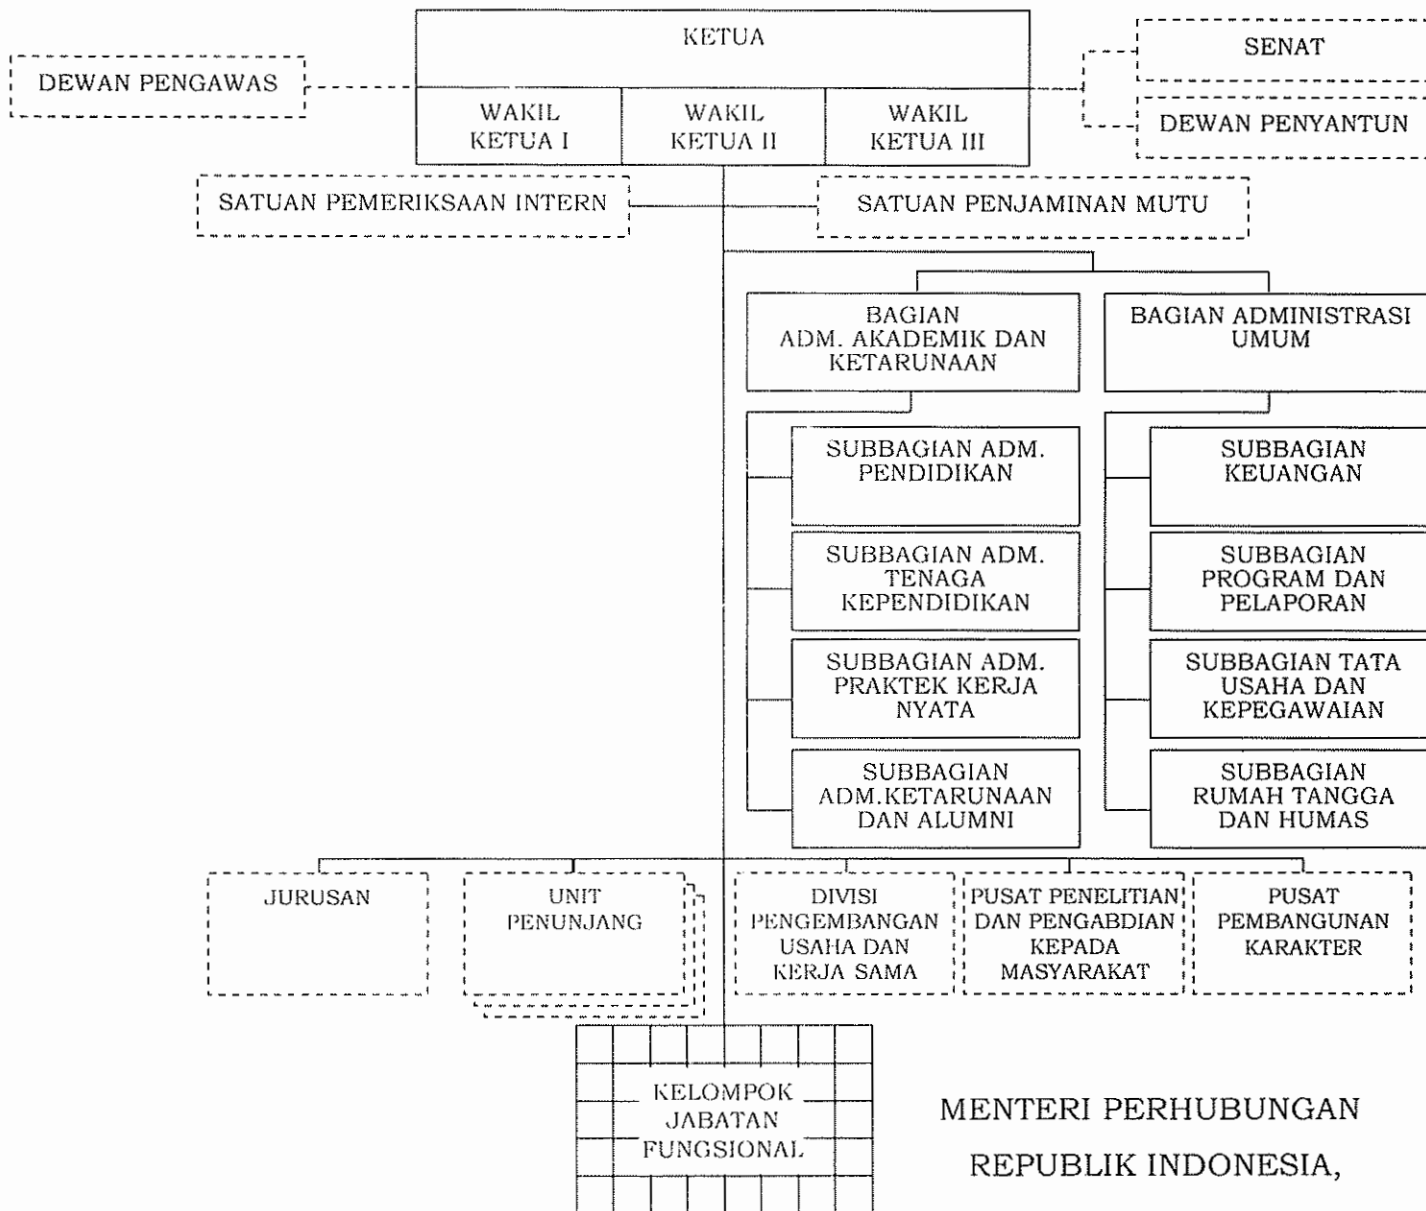 KETUA
SENAT
DEWAN PENGAWAS
WAKIL
KETUA I
WAKIL
KETUA II
WAKIL
KETUA III
DEWAN PENYANTUN
SATUAN PEMERIKSAAN INTERN
SATUAN PENJAMINAN MUTU
BAGIAN
ADM. AKADEMIK DAN
KETARUNAAN
BAGIAN ADMINISTRASI
UMUM
SUBBAGIAN ADM.
PENDIDIKAN
SUBBAGIAN
KEUANGAN
SUBBAGIAN ADM.
TENAGA
KEPENDIDIKAN
SUBBAGIAN
PROGRAM DAN
PELAPORAN
SUBBAGIAN ADM.
PRAKTEK KERJA
NYATA
SUBBAGIAN TATA
USAHA DAN
KEPEGAWAIAN
SUBBAGIAN
ADM.KETARUNAAN
DAN ALUMNI
SUBBAGIAN
RUMAH TANGGA
DAN HUMAS
JURUSAN
UNIT
PENUNJANG
DIVISI
PENGEMBANGAN
USAHA DAN
KERJA SAMA
PUSAT PENELITIAN
DAN PENGABDIAN
KEPADA
MASYARAKAT
PUSAT
PEMBANGUNAN
KARAKTER
KELOMPOK
JABATAN
FUNGSIONAL
MENTERI PERHUBUNGAN
REPUBLIK INDONESIA,